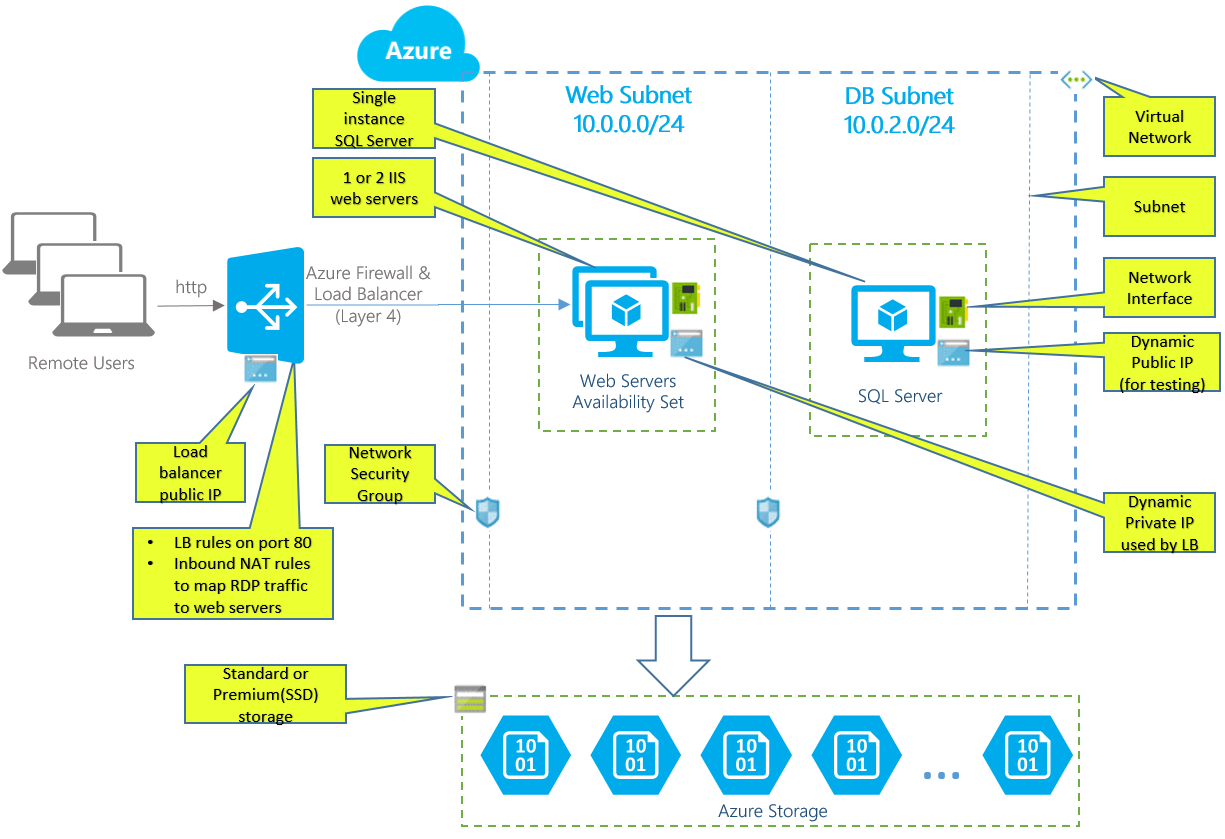 Azure
Web Subnet
10.0.0.0/24
DB Subnet
10.0.2.0/24
Single
instance
SQL Server
1 or 2 IIS
web servers
Virtual
Network
Subnet
Network
Interface
Dynamic
Public IP
(for testing)
http
Azure Firewall &
Load Balancer
(Layer 4)
Remote Users
Web Servers
Availability Set
SQL Server
Load
balancer
public IP
Network
Security
Group
Dynamic
Private IP
used by LB
• LB rules on port 80
• Inbound NAT rules
to map RDP traffic
to web servers
Standard or
Premium(SSD)
storage
10
01
10
01
10
01
10
01
...
10
01
Azure Storage